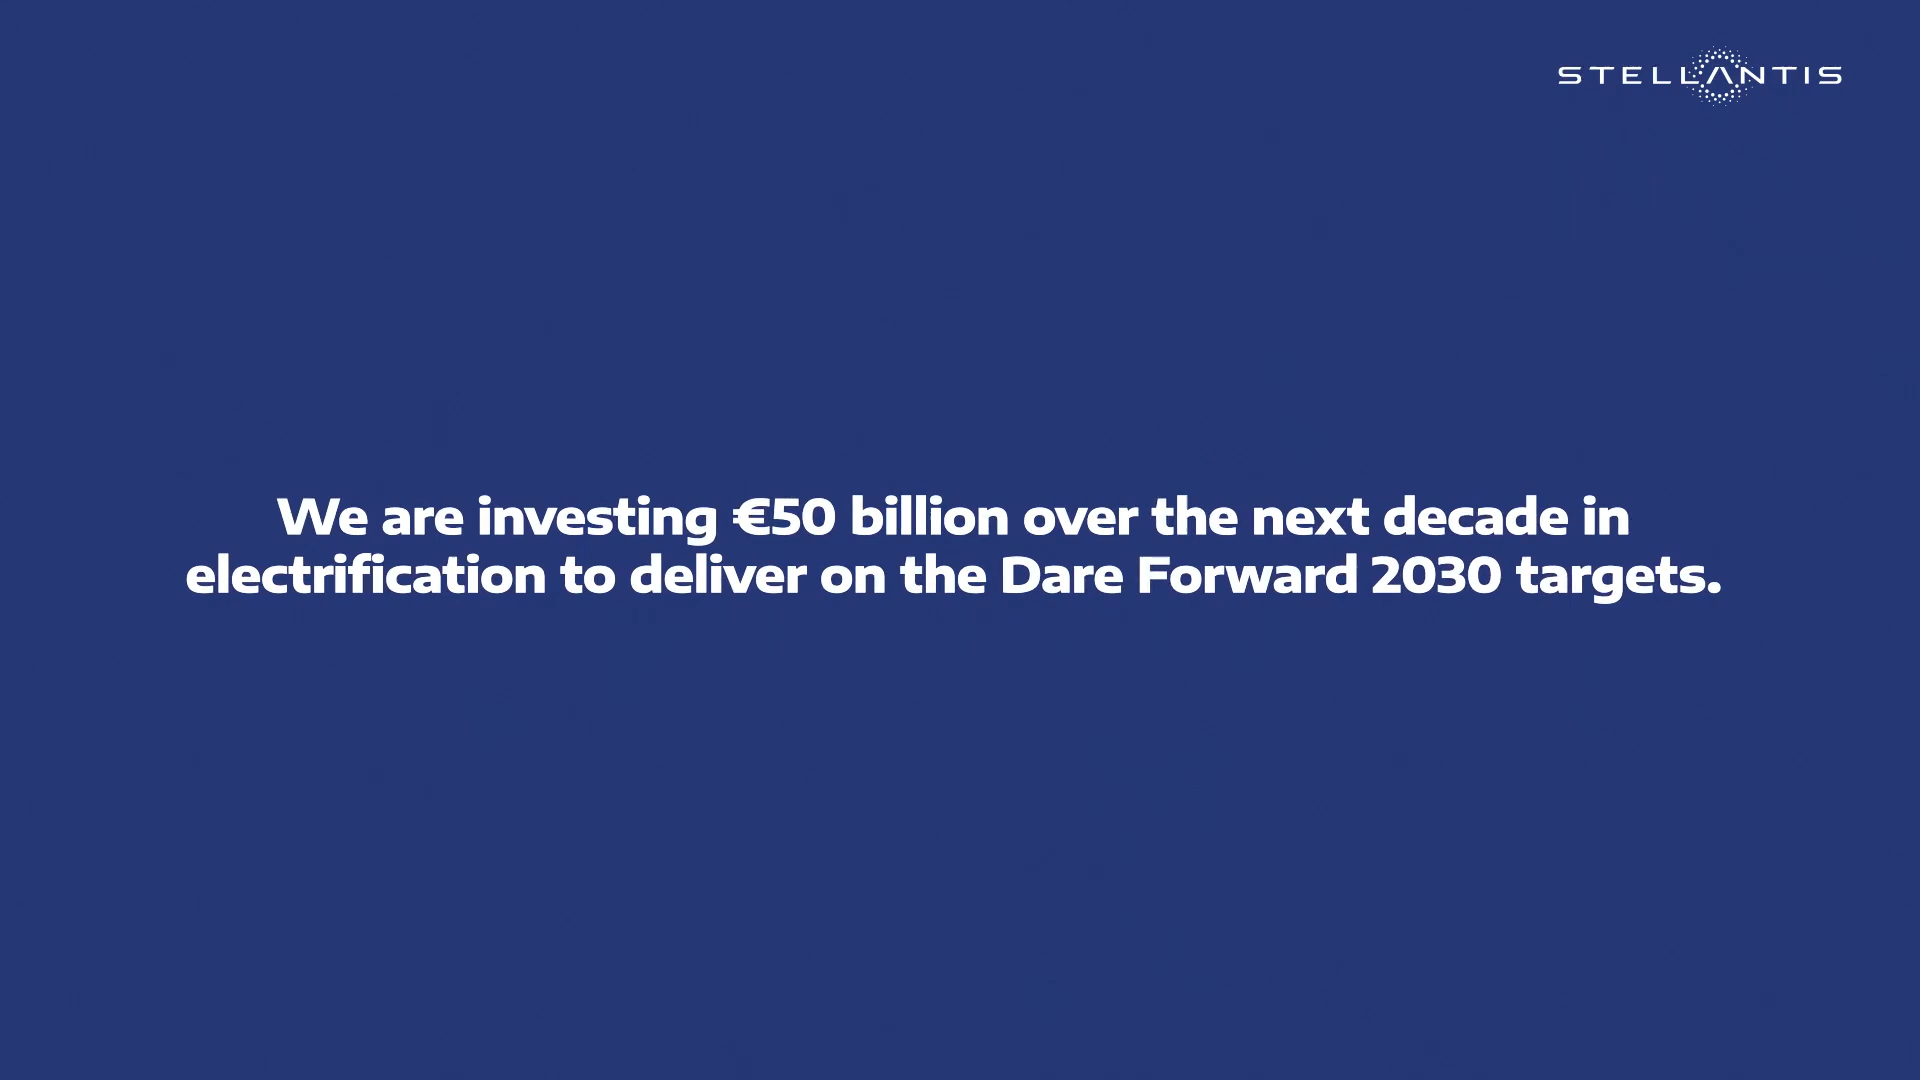 STELLANTIS
We are investing €50 billion over the next decade in
electrification to deliver on the Dare Forward 2030 targets.